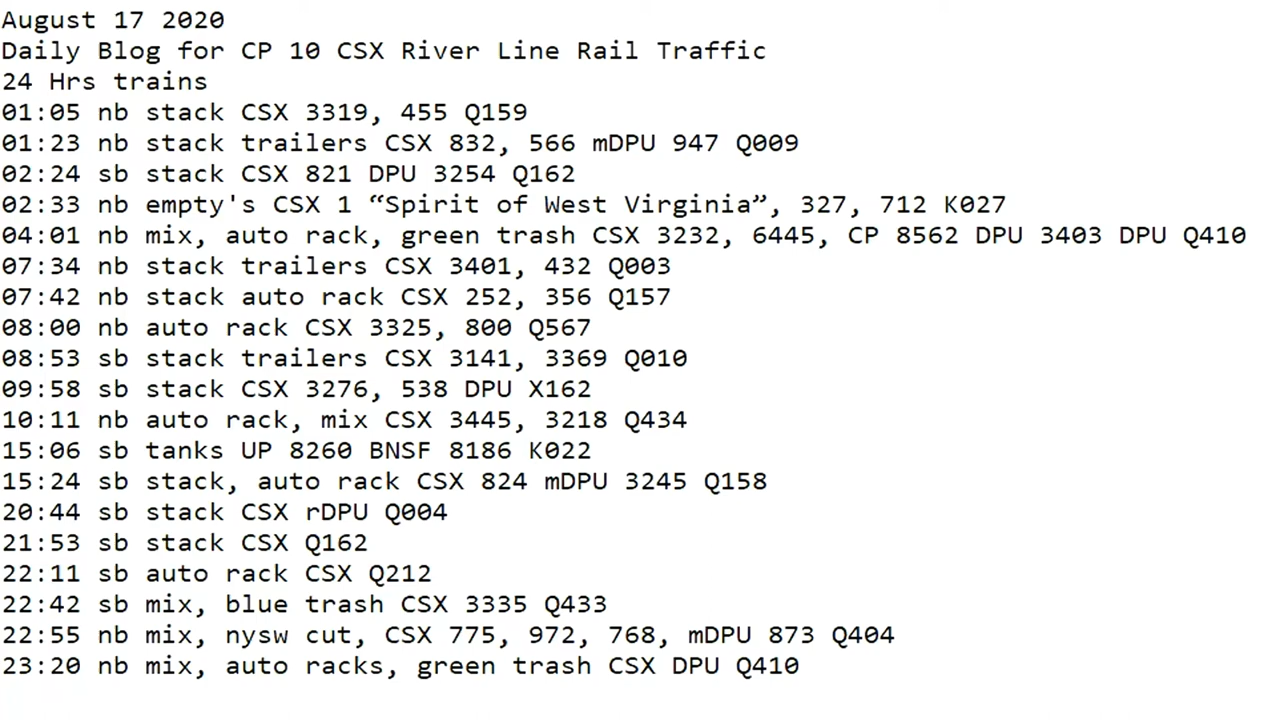 August 17 2020
Daily Blog for CP 10 CSX River Line Rail Traffic
24 Hrs trains
01:05 nb stack CSX 3319, 455 Q159
01:23 nb stack trailers CSX 832, 566 mDPU 947 Q009
02:24 sb stack CSX 821 DPU 3254 Q162
02:33 nb empty's CSX 1 “Spirit of West Virginia”, 327, 712 K027
04:01 nb mix, auto rack, green trash CSX 3232, 6445, CP 8562 DPU 3403 DPU Q410
07:34 nb stack trailers CSX 3401, 432 Q003
07:42 nb stack auto rack CSX 252, 356 Q157
08:00 nb auto rack CSX 3325, 800 Q567
08:53 sb stack trailers CSX 3141, 3369 Q010
09:58 sb stack CSX 3276, 538 DPU X162
10:11 nb auto rack, mix CSX 3445, 3218 Q434
15:06 sb tanks UP 8260 BNSF 8186 K022
15:24 sb stack, auto rack CSX 824 mDPU 3245 Q158
20:44 sb stack CSX rDPU Q004
21:53 sb stack CSX Q162
22:11 sb auto rack CSX Q212
22:42 sb mix, blue trash CSX 3335 Q433
22:55 nb mix, nysw cut, CSX 775, 972, 768, mDPU 873 Q404
23:20 nb mix, auto racks, green trash CSX DPU Q410